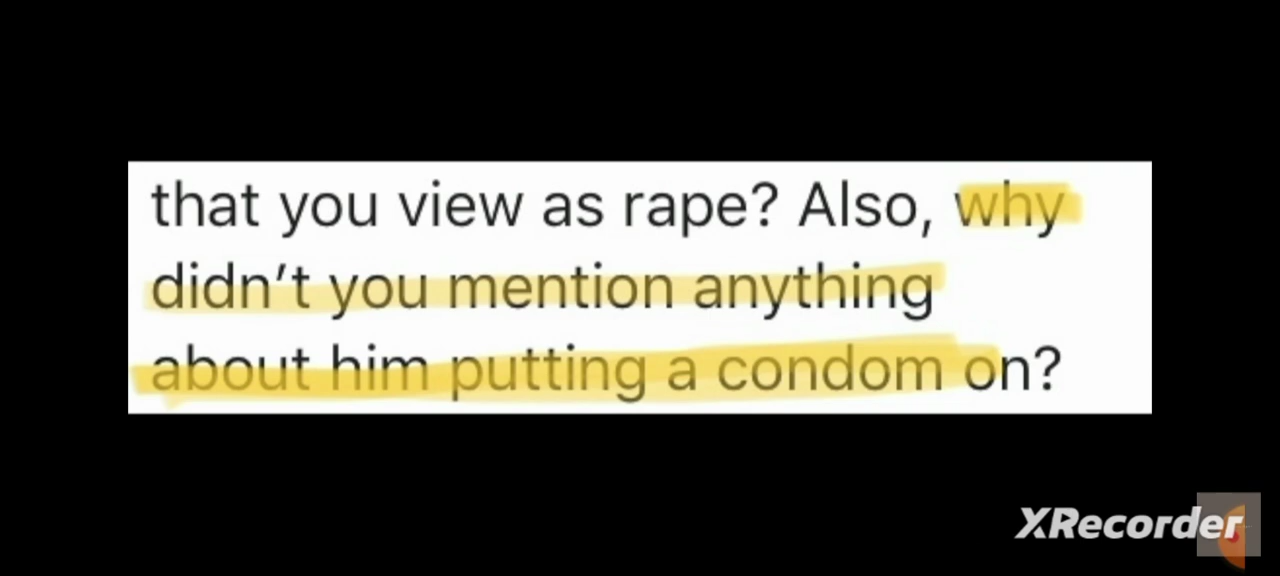 that you view as rape? Also, why
didn't you mention anything
about him putting a condom on?
XRecorder